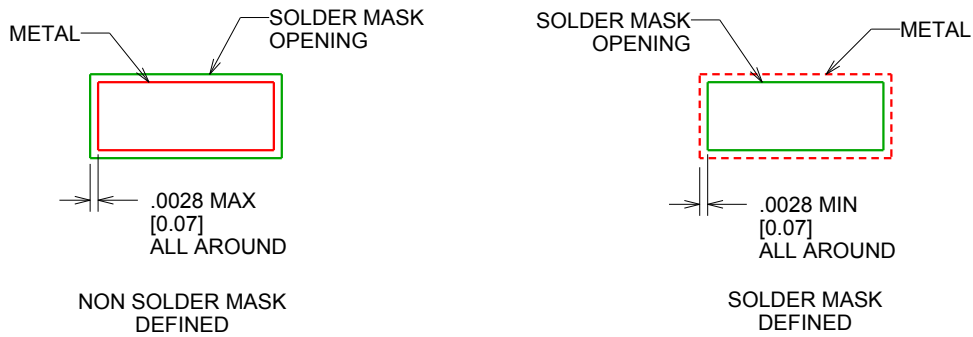 METAL
SOLDER MASK
OPENING
.0028 MAX
[0.07]
ALL AROUND
NON SOLDER MASK
DEFINED
SOLDER MASK
OPENING
METAL
.0028 MIN
[0.07]
ALL AROUND
SOLDER MASK
DEFINED